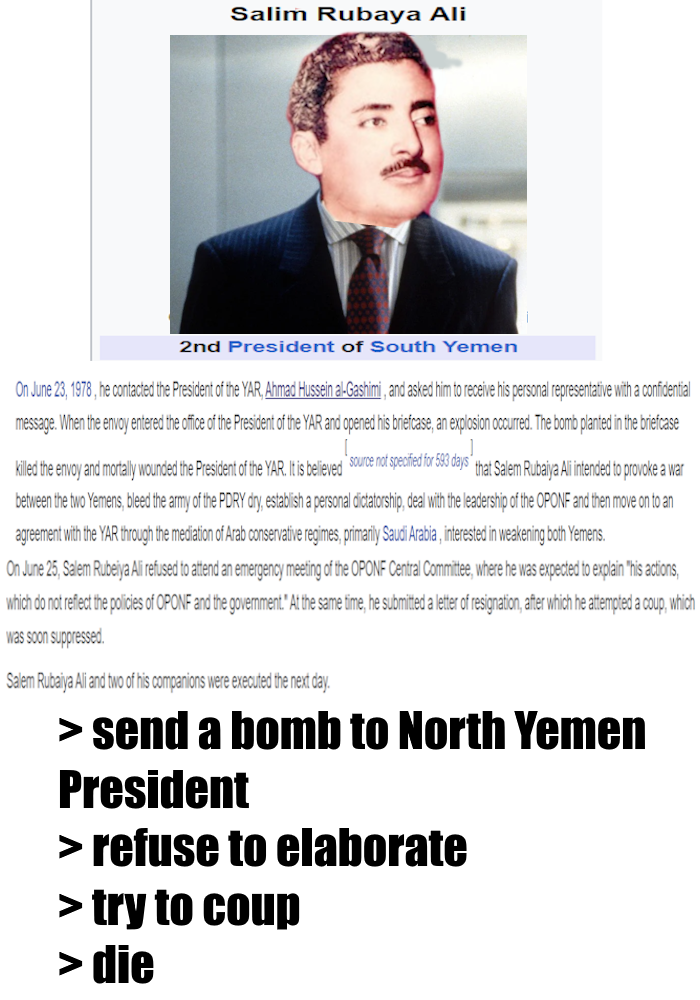 Salim Rubaya Ali
2nd President of South Yemen
On June 23, 1978 , he contacted the President of the YAR, Ahmad Hussein al-Gashimi , and asked him to receive his personal representative with a confidential
message. When the envoy entered the office of the President of the YAR and opened his briefcase, an explosion occurred. The bomb planted in the briefcase
killed the envoy and mortally wounded the President of the YAR. It is believed [ source not specified for 593 days ] that Salem Rubaiya Ali intended to provoke a war
between the two Yemens, bleed the army of the PDRY dry, establish a personal dictatorship, deal with the leadership of the OPONF and then move on to an
agreement with the YAR through the mediation of Arab conservative regimes, primarily Saudi Arabia , interested in weakening both Yemens.
On June 25, Salem Rubeiya Ali refused to attend an emergency meeting of the OPONF Central Committee, where he was expected to explain "his actions,
which do not reflect the policies of OPONF and the government." At the same time, he submitted a letter of resignation, after which he attempted a coup, which
was soon suppressed.
Salem Rubaiya Ali and two of his companions were executed the next day.
> send a bomb to North Yemen
President
> refuse to elaborate
> try to coup
> die